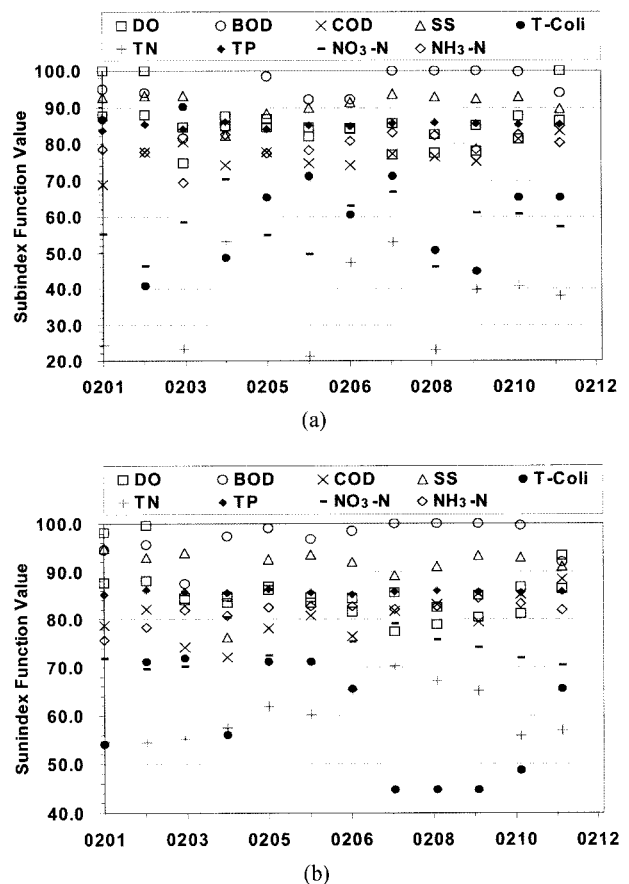 (a)
DO BOD COD SS T-Coli
TN TP NO3-N NH3-N
Subindex Function Value
100.0
90.0
80.0
70.0
60.0
50.0
40.0
30.0
20.0
0201 0203 0205 0206 0208 0210 0212
(a)
DO BOD COD SS T-Coli
TN TP NO3-N NH3-N
Sunindex Function Value
100.0
90.0
80.0
70.0
60.0
50.0
40.0
0201 0203 0205 0206 0208 0210 0212
(b)